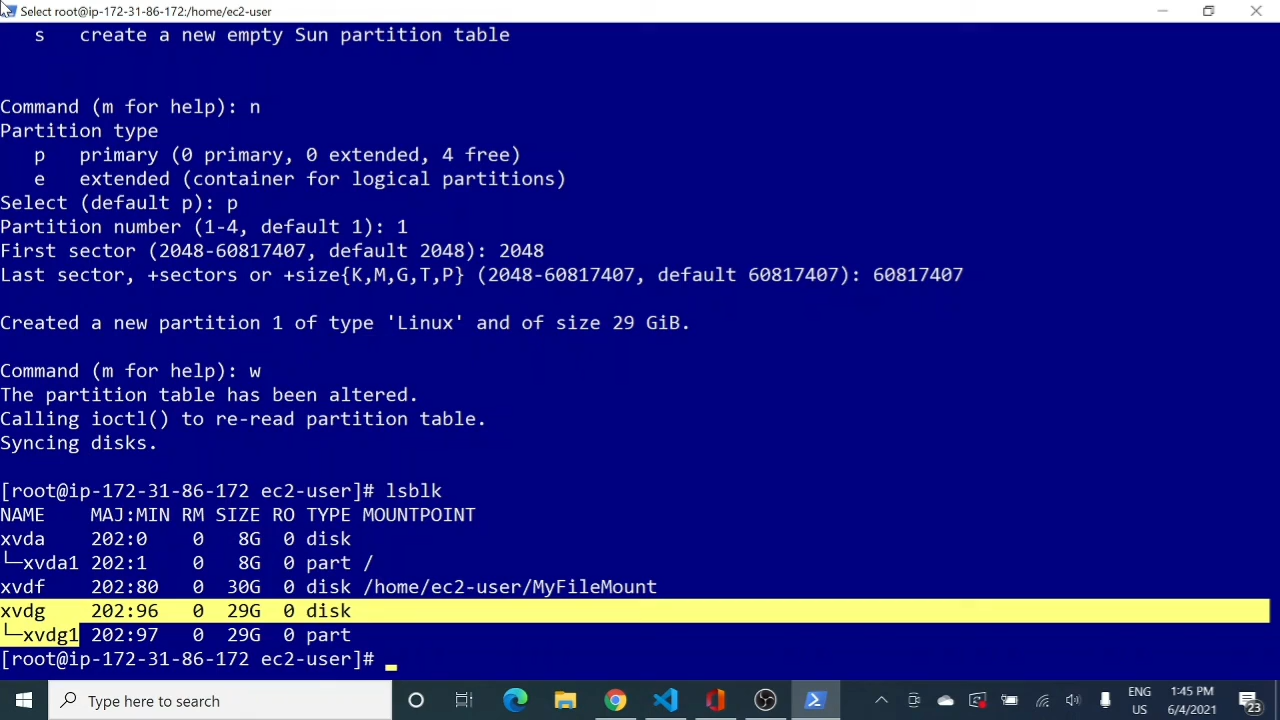 Select root@ip-172-31-86-172:/home/ec2-user
s   create a new empty Sun partition table
Command (m for help): n
Partition type
p   primary (0 primary, 0 extended, 4 free)
e   extended (container for logical partitions)
Select (default p): p
Partition number (1-4, default 1): 1
First sector (2048-60817407, default 2048): 2048
Last sector, +sectors or +size{K,M,G,T,P} (2048-60817407, default 60817407): 60817407
Created a new partition 1 of type 'Linux' and of size 29 GiB.
Command (m for help): w
The partition table has been altered.
Calling ioctl() to re-read partition table.
Syncing disks.
[root@ip-172-31-86-172 ec2-user]# lsblk
NAME    MAJ:MIN RM SIZE RO TYPE MOUNTPOINT
xvda    202:0    0   8G  0 disk
└─xvda1 202:1    0   8G  0 part /
xvdf    202:80   0  30G  0 disk /home/ec2-user/MyFileMount
xvdg    202:96   0  29G  0 disk
└─xvdg1 202:97   0  29G  0 part
[root@ip-172-31-86-172 ec2-user]#
Type here to search
ENG
US
1:45 PM
6/4/2021
23